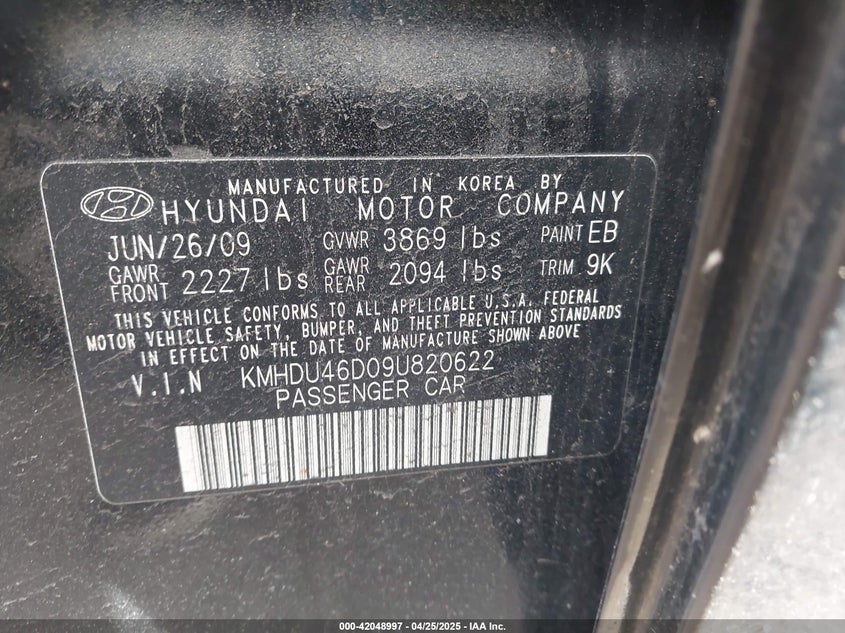 MANUFACTURED IN KOREA BY
HYUNDAI MOTOR COMPANY
JUN/26/09 GVWR 3869 lbs PAINT EB
GAWR FRONT 2227 lbs GAWR REAR 2094 lbs TRIM 9K
THIS VEHICLE CONFORMS TO ALL APPLICABLE U.S.A. FEDERAL
MOTOR VEHICLE SAFETY, BUMPER, AND THEFT PREVENTION STANDARDS
IN EFFECT ON THE DATE OF MANUFACTURE SHOWN ABOVE
V.I.N KMHDU46D09U820622
PASSENGER CAR
000-42048997 - 04/25/2025 - IAA Inc.